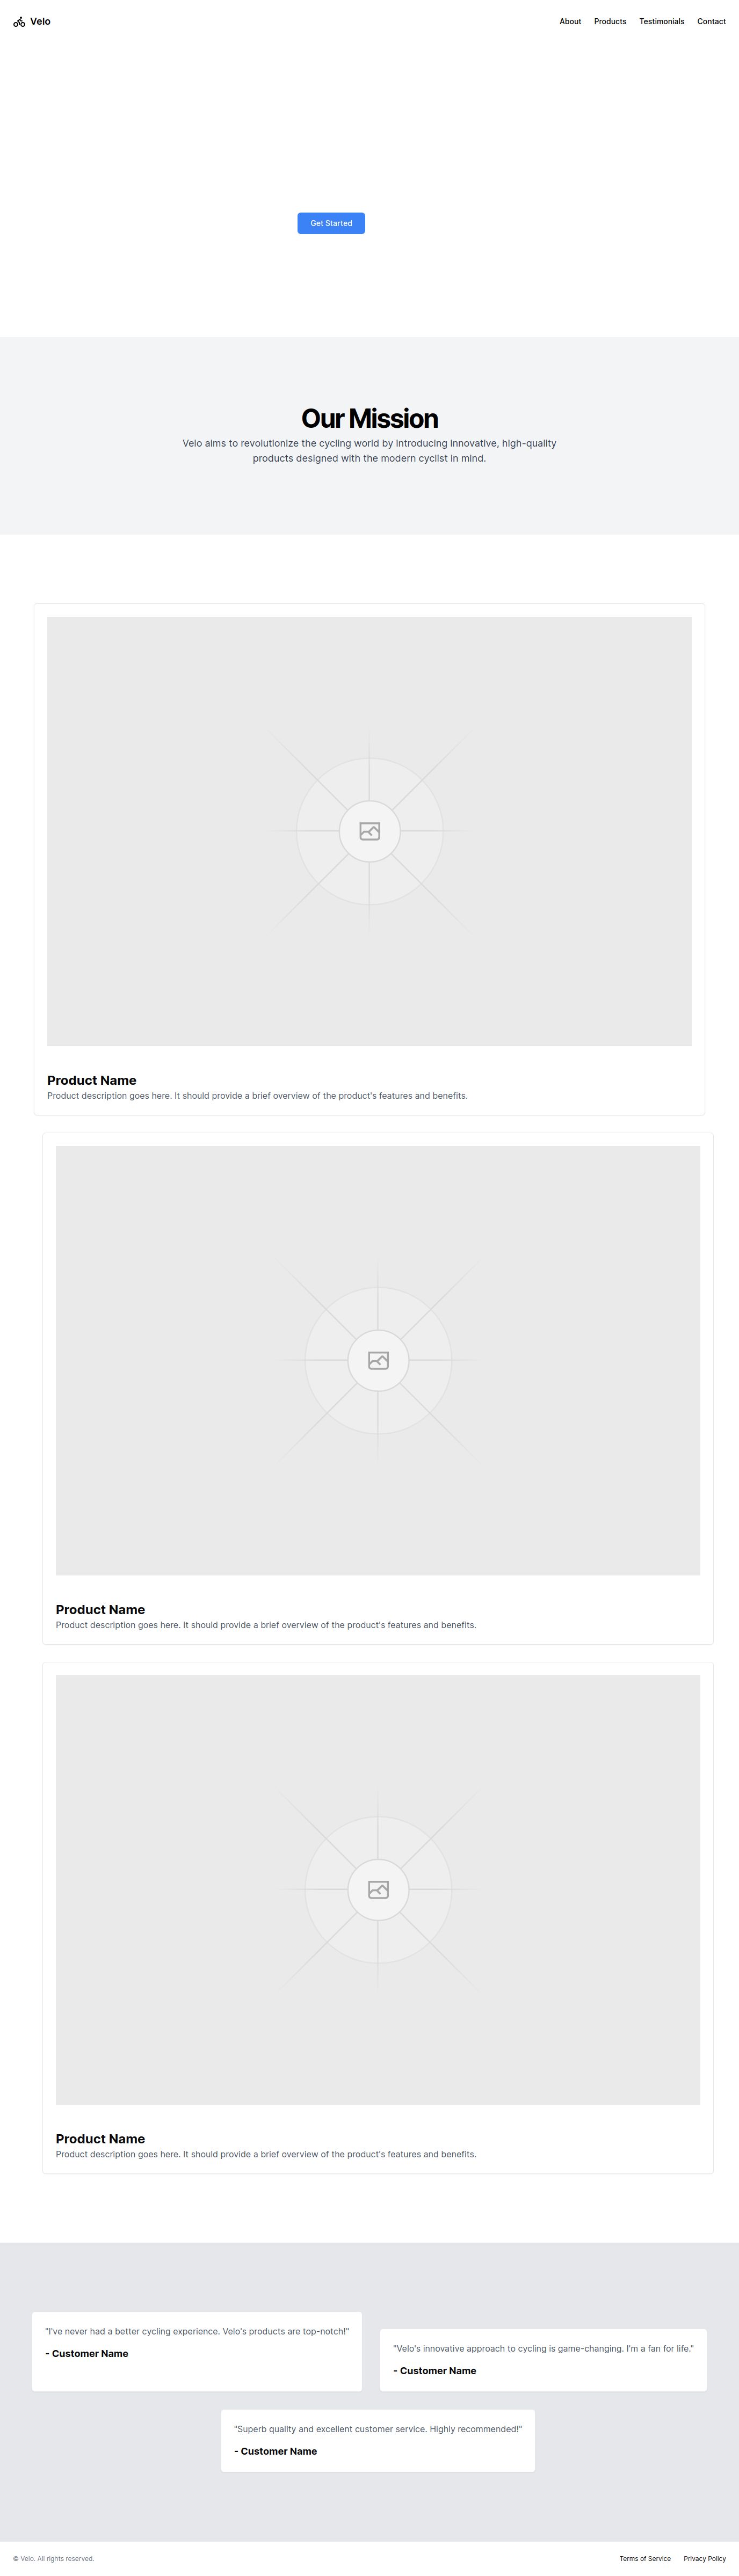 Velo
About
Products
Testimonials
Contact
Get Started
Our Mission
Velo aims to revolutionize the cycling world by introducing innovative, high-quality
products designed with the modern cyclist in mind.
Product Name
Product description goes here. It should provide a brief overview of the product's features and benefits.
Product Name
Product description goes here. It should provide a brief overview of the product's features and benefits.
Product Name
Product description goes here. It should provide a brief overview of the product's features and benefits.
"I've never had a better cycling experience. Velo's products are top-notch!"
- Customer Name
"Velo's innovative approach to cycling is game-changing. I'm a fan for life."
- Customer Name
"Superb quality and excellent customer service. Highly recommended!"
- Customer Name
© Velo. All rights reserved.
Terms of Service
Privacy Policy